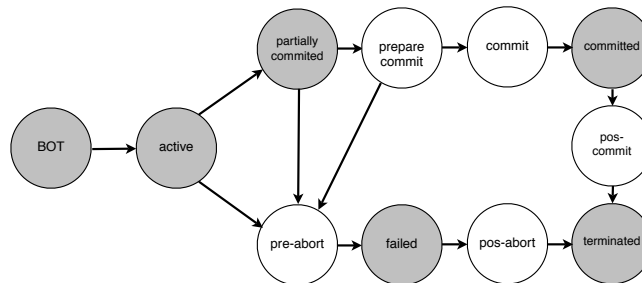 partially
commited
prepare
commit
commit
committed
BOT
active
pos-
commit
pre-abort
failed
pos-abort
terminated